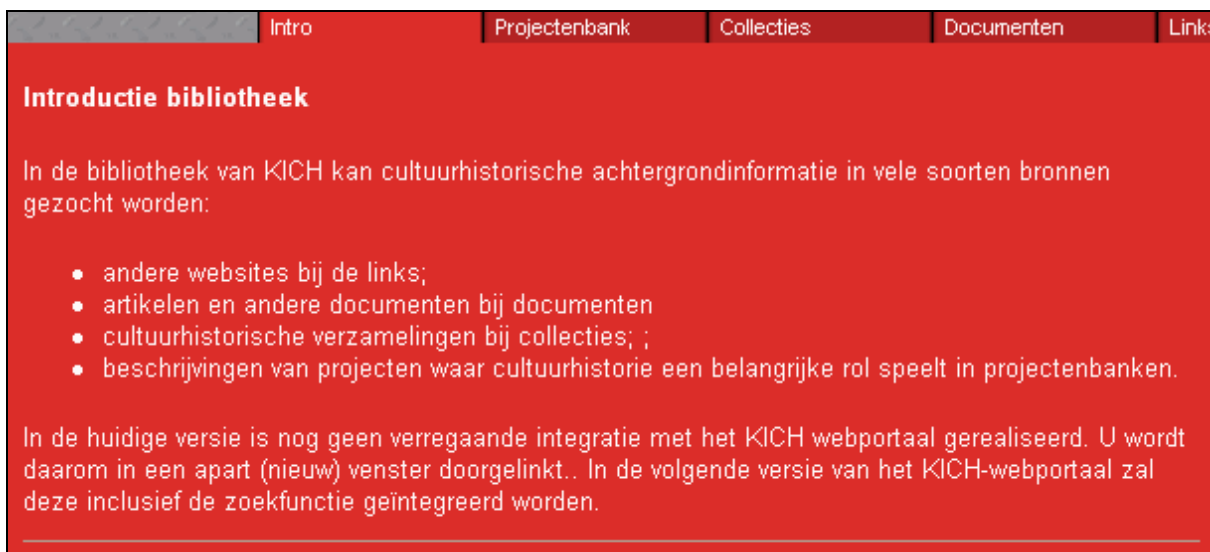 Intro Projectenbank Collecties Documenten Links
Introductie bibliotheek
In de bibliotheek van KICH kan cultuurhistorische achtergrondinformatie in vele soorten bronnen
gezocht worden:
• andere websites bij de links;
• artikelen en andere documenten bij documenten
• cultuurhistorische verzamelingen bij collecties; ;
• beschrijvingen van projecten waar cultuurhistorie een belangrijke rol speelt in projectenbanken.
In de huidige versie is nog geen verregaande integratie met het KICH webportaal gerealiseerd. U wordt
daarom in een apart (nieuw) venster doorgelinkt.. In de volgende versie van het KICH-webportaal zal
deze inclusief de zoekfunctie geïntegreerd worden.